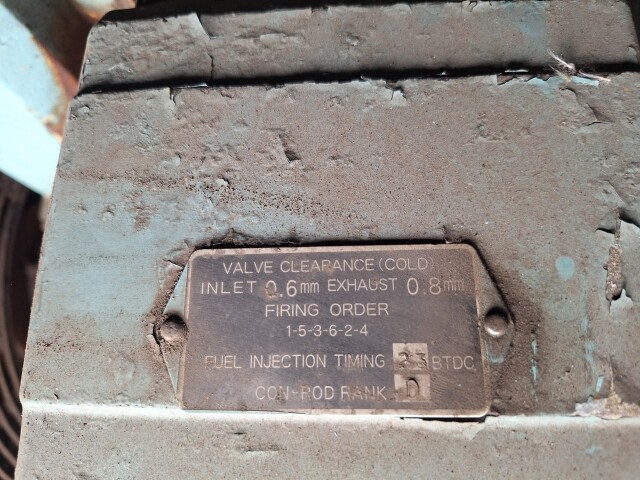 VALVE CLEARANCE (COLD)
INLET 0.6mm EXHAUST 0.8mm
FIRING ORDER
1-5-3-6-2-4
FUEL INJECTION TIMING 23 BTDC
CON-ROD RANK D